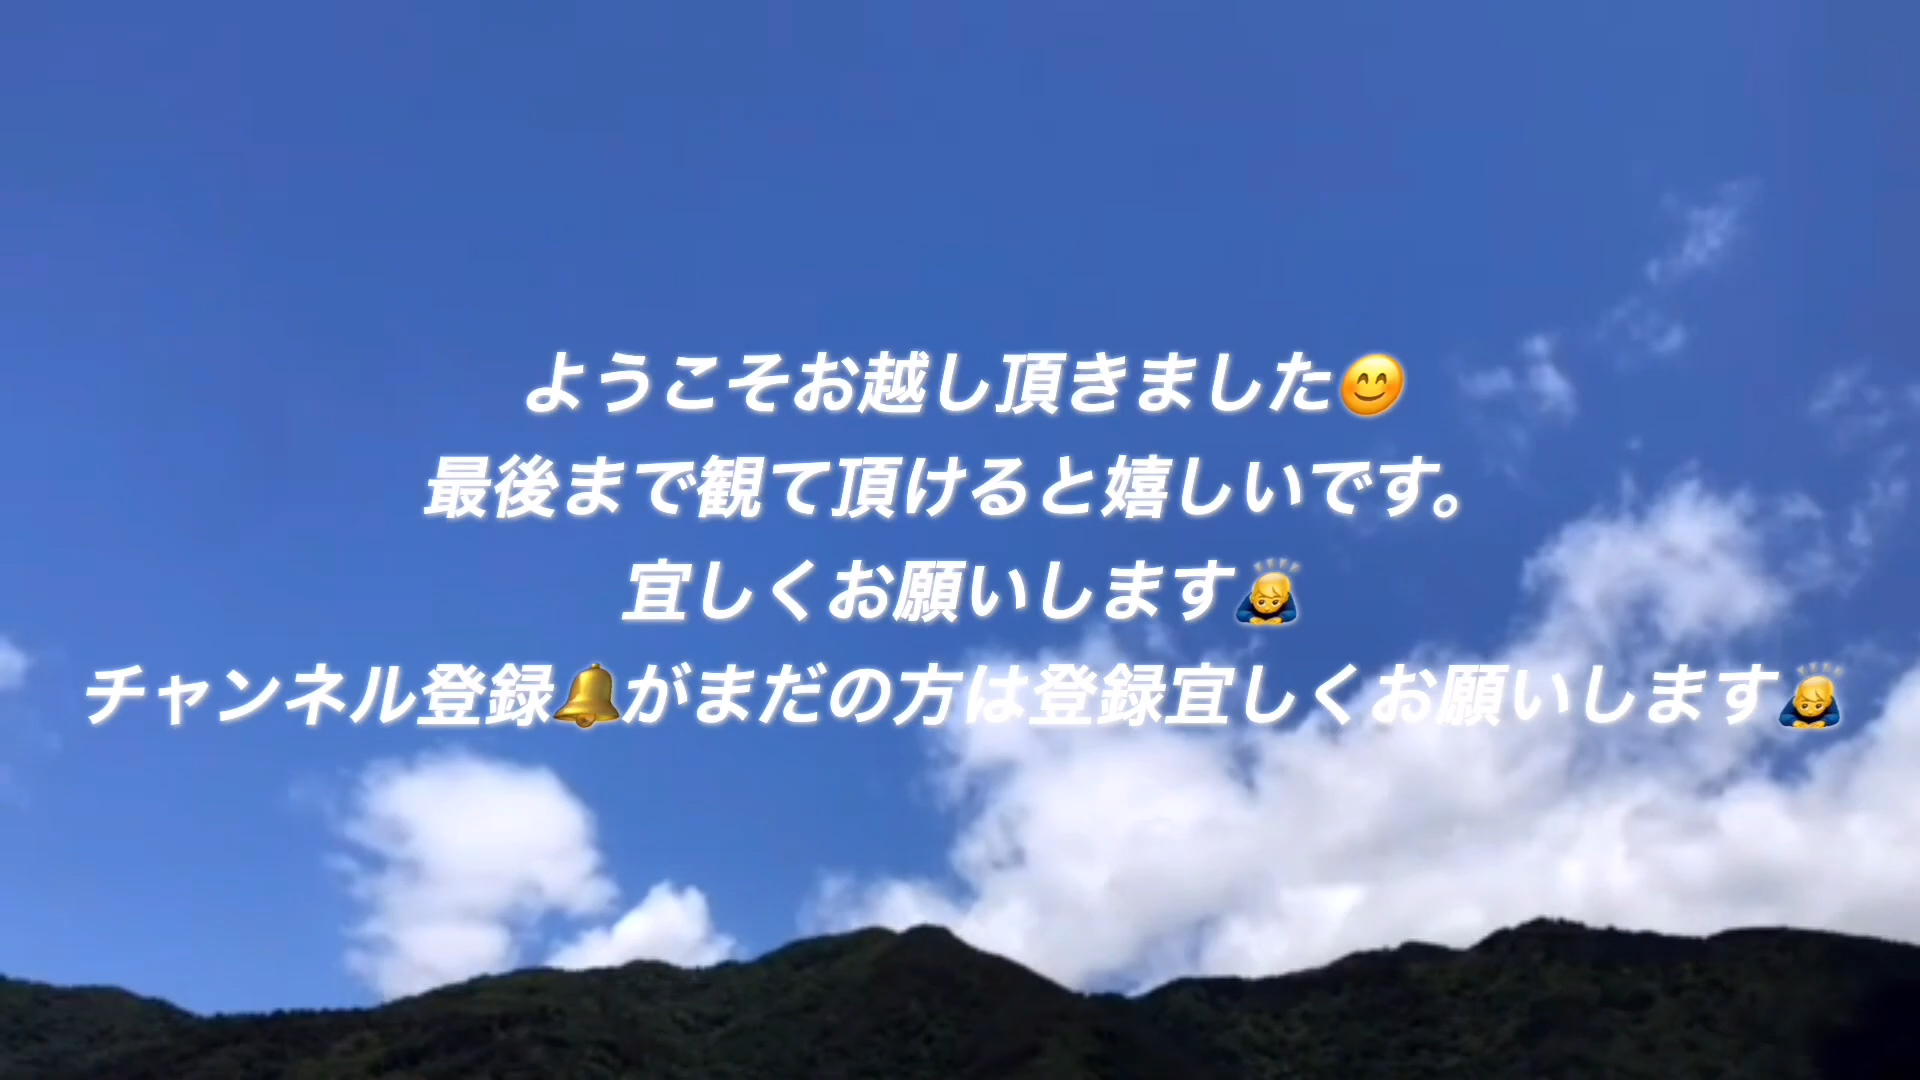 ようこそお越し頂きました😊
最後まで観て頂けると嬉しいです。
宜しくお願いします🙇
チャンネル登録🔔がまだの方は登録宜しくお願いします🙇